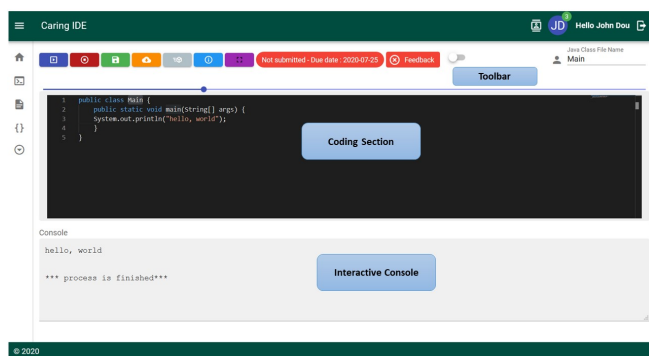 Caring IDE
JD
3
Hello John Dou
Not submitted - Due date : 2020-07-25
Feedback
Java Class File Name
Main
Toolbar
1 public class Main {
2 public static void main(String[] args) {
3 System.out.println("hello, world");
4 }
5 }
Coding Section
Console
hello, world
*** process is finished***
Interactive Console
© 2020